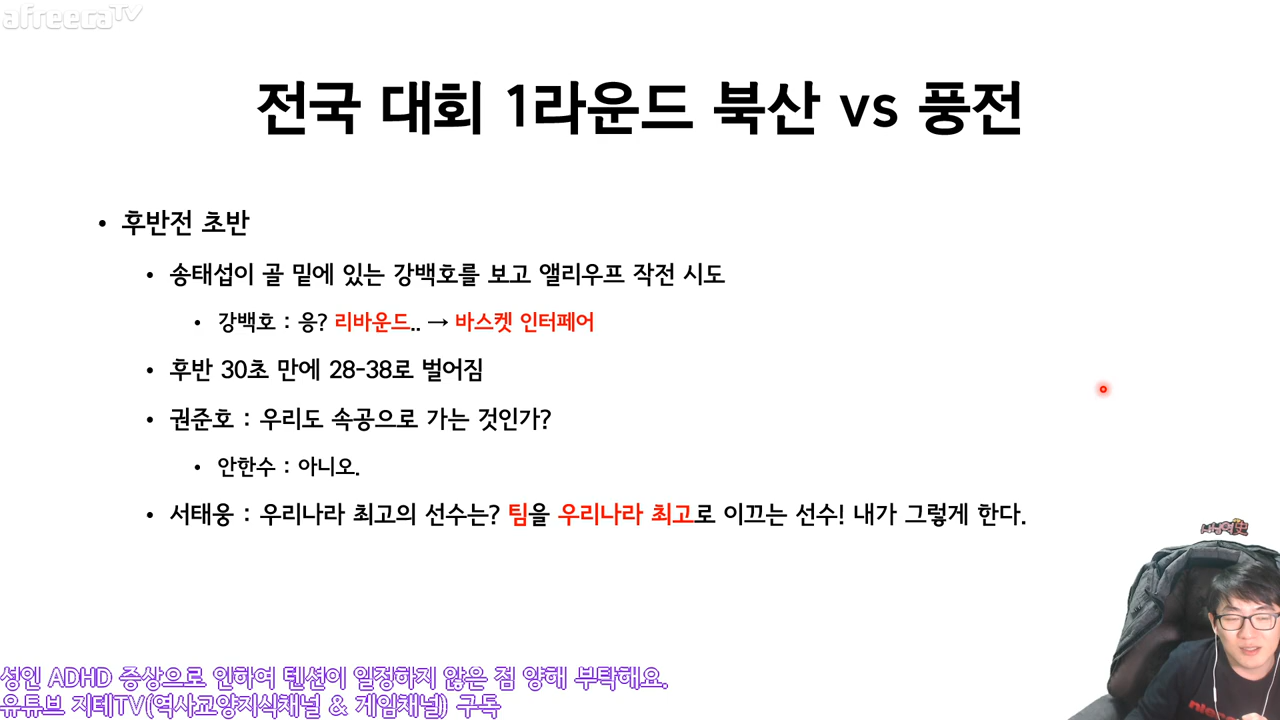 afreecaTV
전국 대회 1라운드 북산 vs 풍전
• 후반전 초반
• 송태섭이 골 밑에 있는 강백호를 보고 앨리우프 작전 시도
• 강백호 : 응? 리바운드.. → 바스켓 인터페어
• 후반 30초 만에 28-38로 벌어짐
• 권준호 : 우리도 속공으로 가는 것인가?
• 안한수 : 아니오.
• 서태웅 : 우리나라 최고의 선수는? 팀을 우리나라 최고로 이끄는 선수! 내가 그렇게 한다.
성인 ADHD 증상으로 인하여 텐션이 일정하지 않은 점 양해 부탁해요.
유튜브 지테TV(역사교양지식채널 & 게임채널) 구독